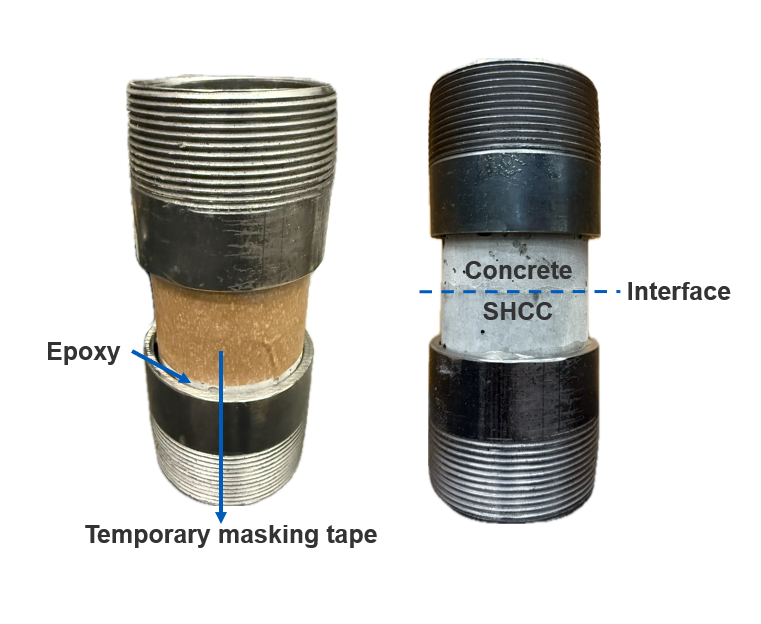 Concrete
SHCC
Interface
Epoxy
Temporary masking tape